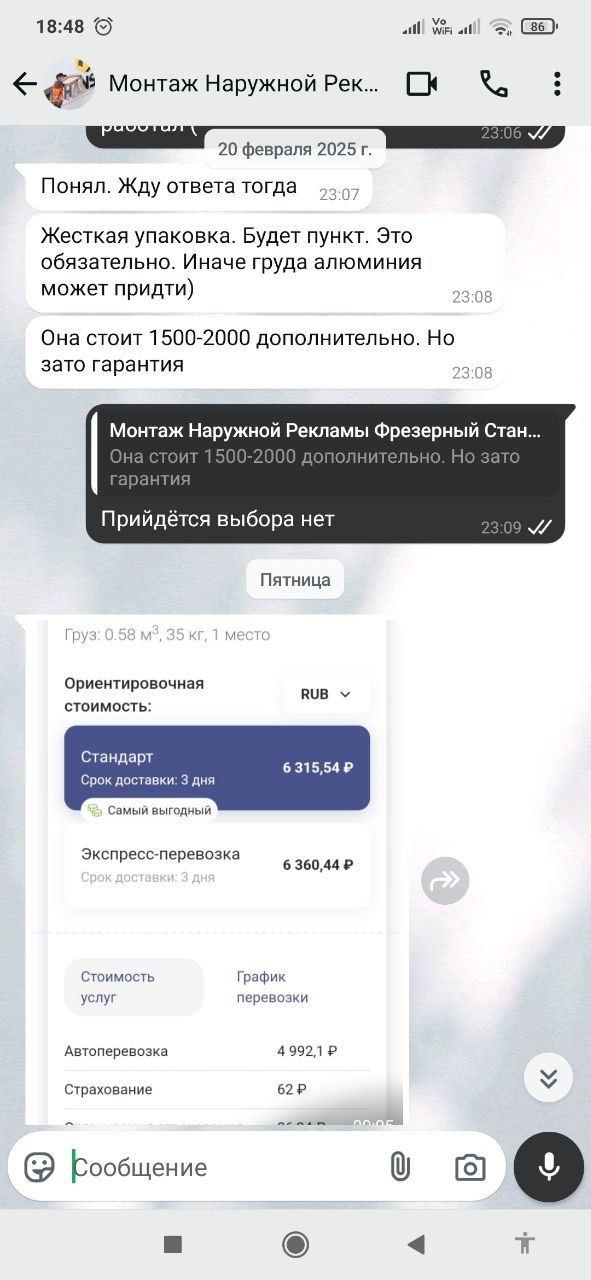 18:48
Vo
WiFi
86
Монтаж Наружной Рек...
работал (
23:06
20 февраля 2025 г.
Понял. Жду ответа тогда
23:07
Жесткая упаковка. Будет пункт. Это
обязательно. Иначе груда алюминия
может придти)
23:08
Она стоит 1500-2000 дополнительно. Но
зато гарантия
23:08
Монтаж Наружной Рекламы Фрезерный Стан...
Она стоит 1500-2000 дополнительно. Но зато
гарантия
Прийдётся выбора нет
23:09
Пятница
Груз: 0.58 м³, 35 кг, 1 место
Ориентировочная
стоимость:
RUB
Стандарт
Срок доставки: 3 дня
6 315,54 ₽
Самый выгодный
Экспресс-перевозка
Срок доставки: 3 дня
6 360,44 ₽
Стоимость
услуг
График
перевозки
Автоперевозка
4 992,1 ₽
Страхование
62 ₽
Сообщение